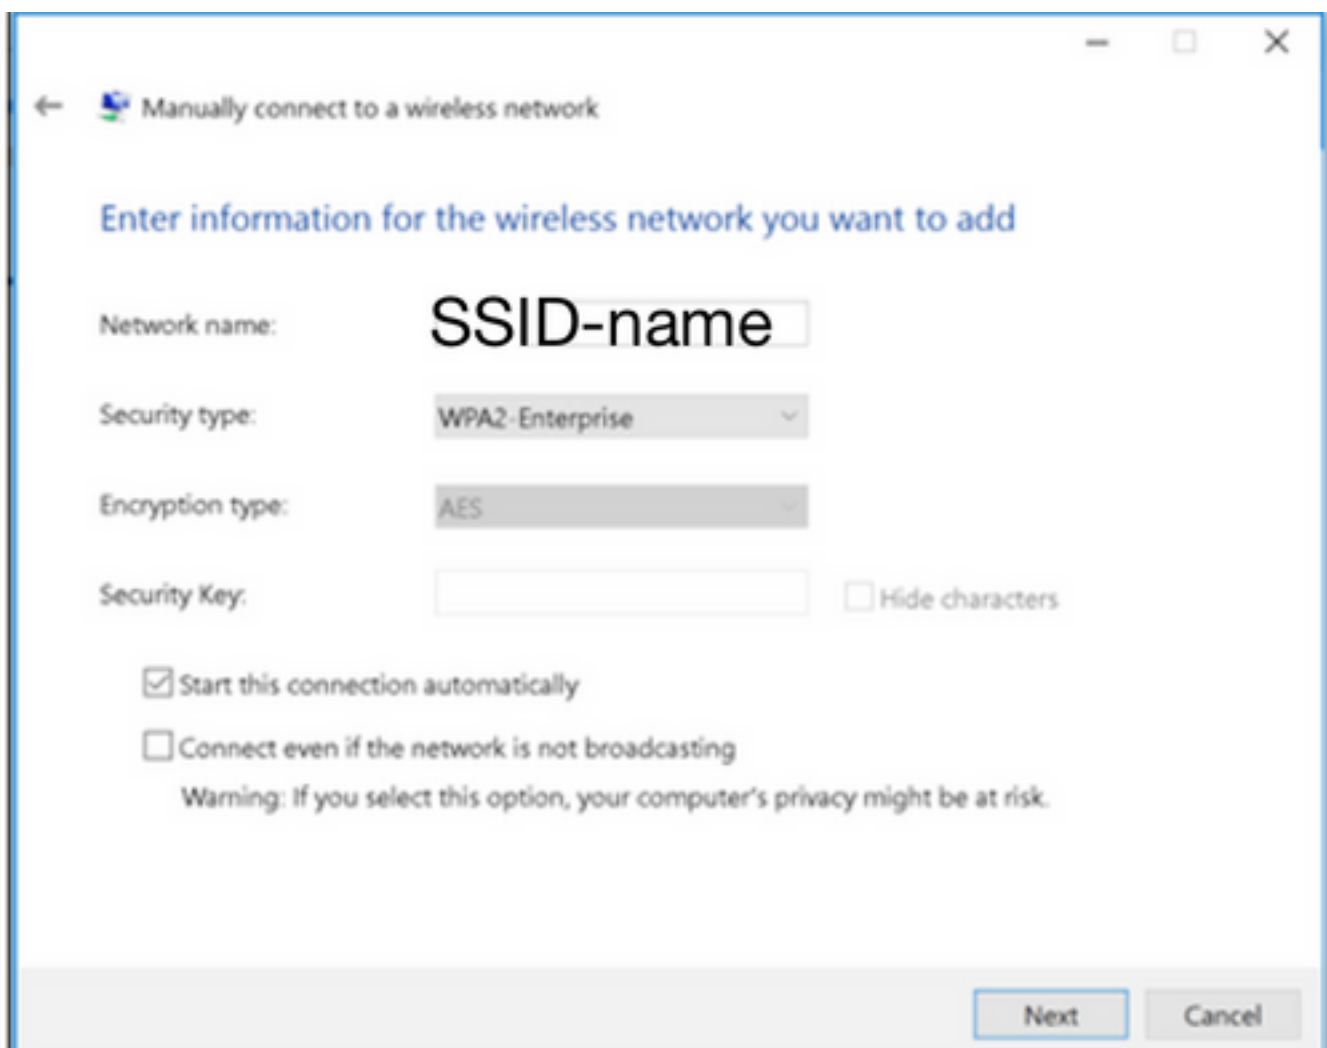 Manually connect to a wireless network
Enter information for the wireless network you want to add
Network name: SSID-name
Security type: WPA2-Enterprise
Encryption type: AES
Security Key:
Hide characters
Start this connection automatically
Connect even if the network is not broadcasting
Warning: If you select this option, your computer's privacy might be at risk.
Next Cancel